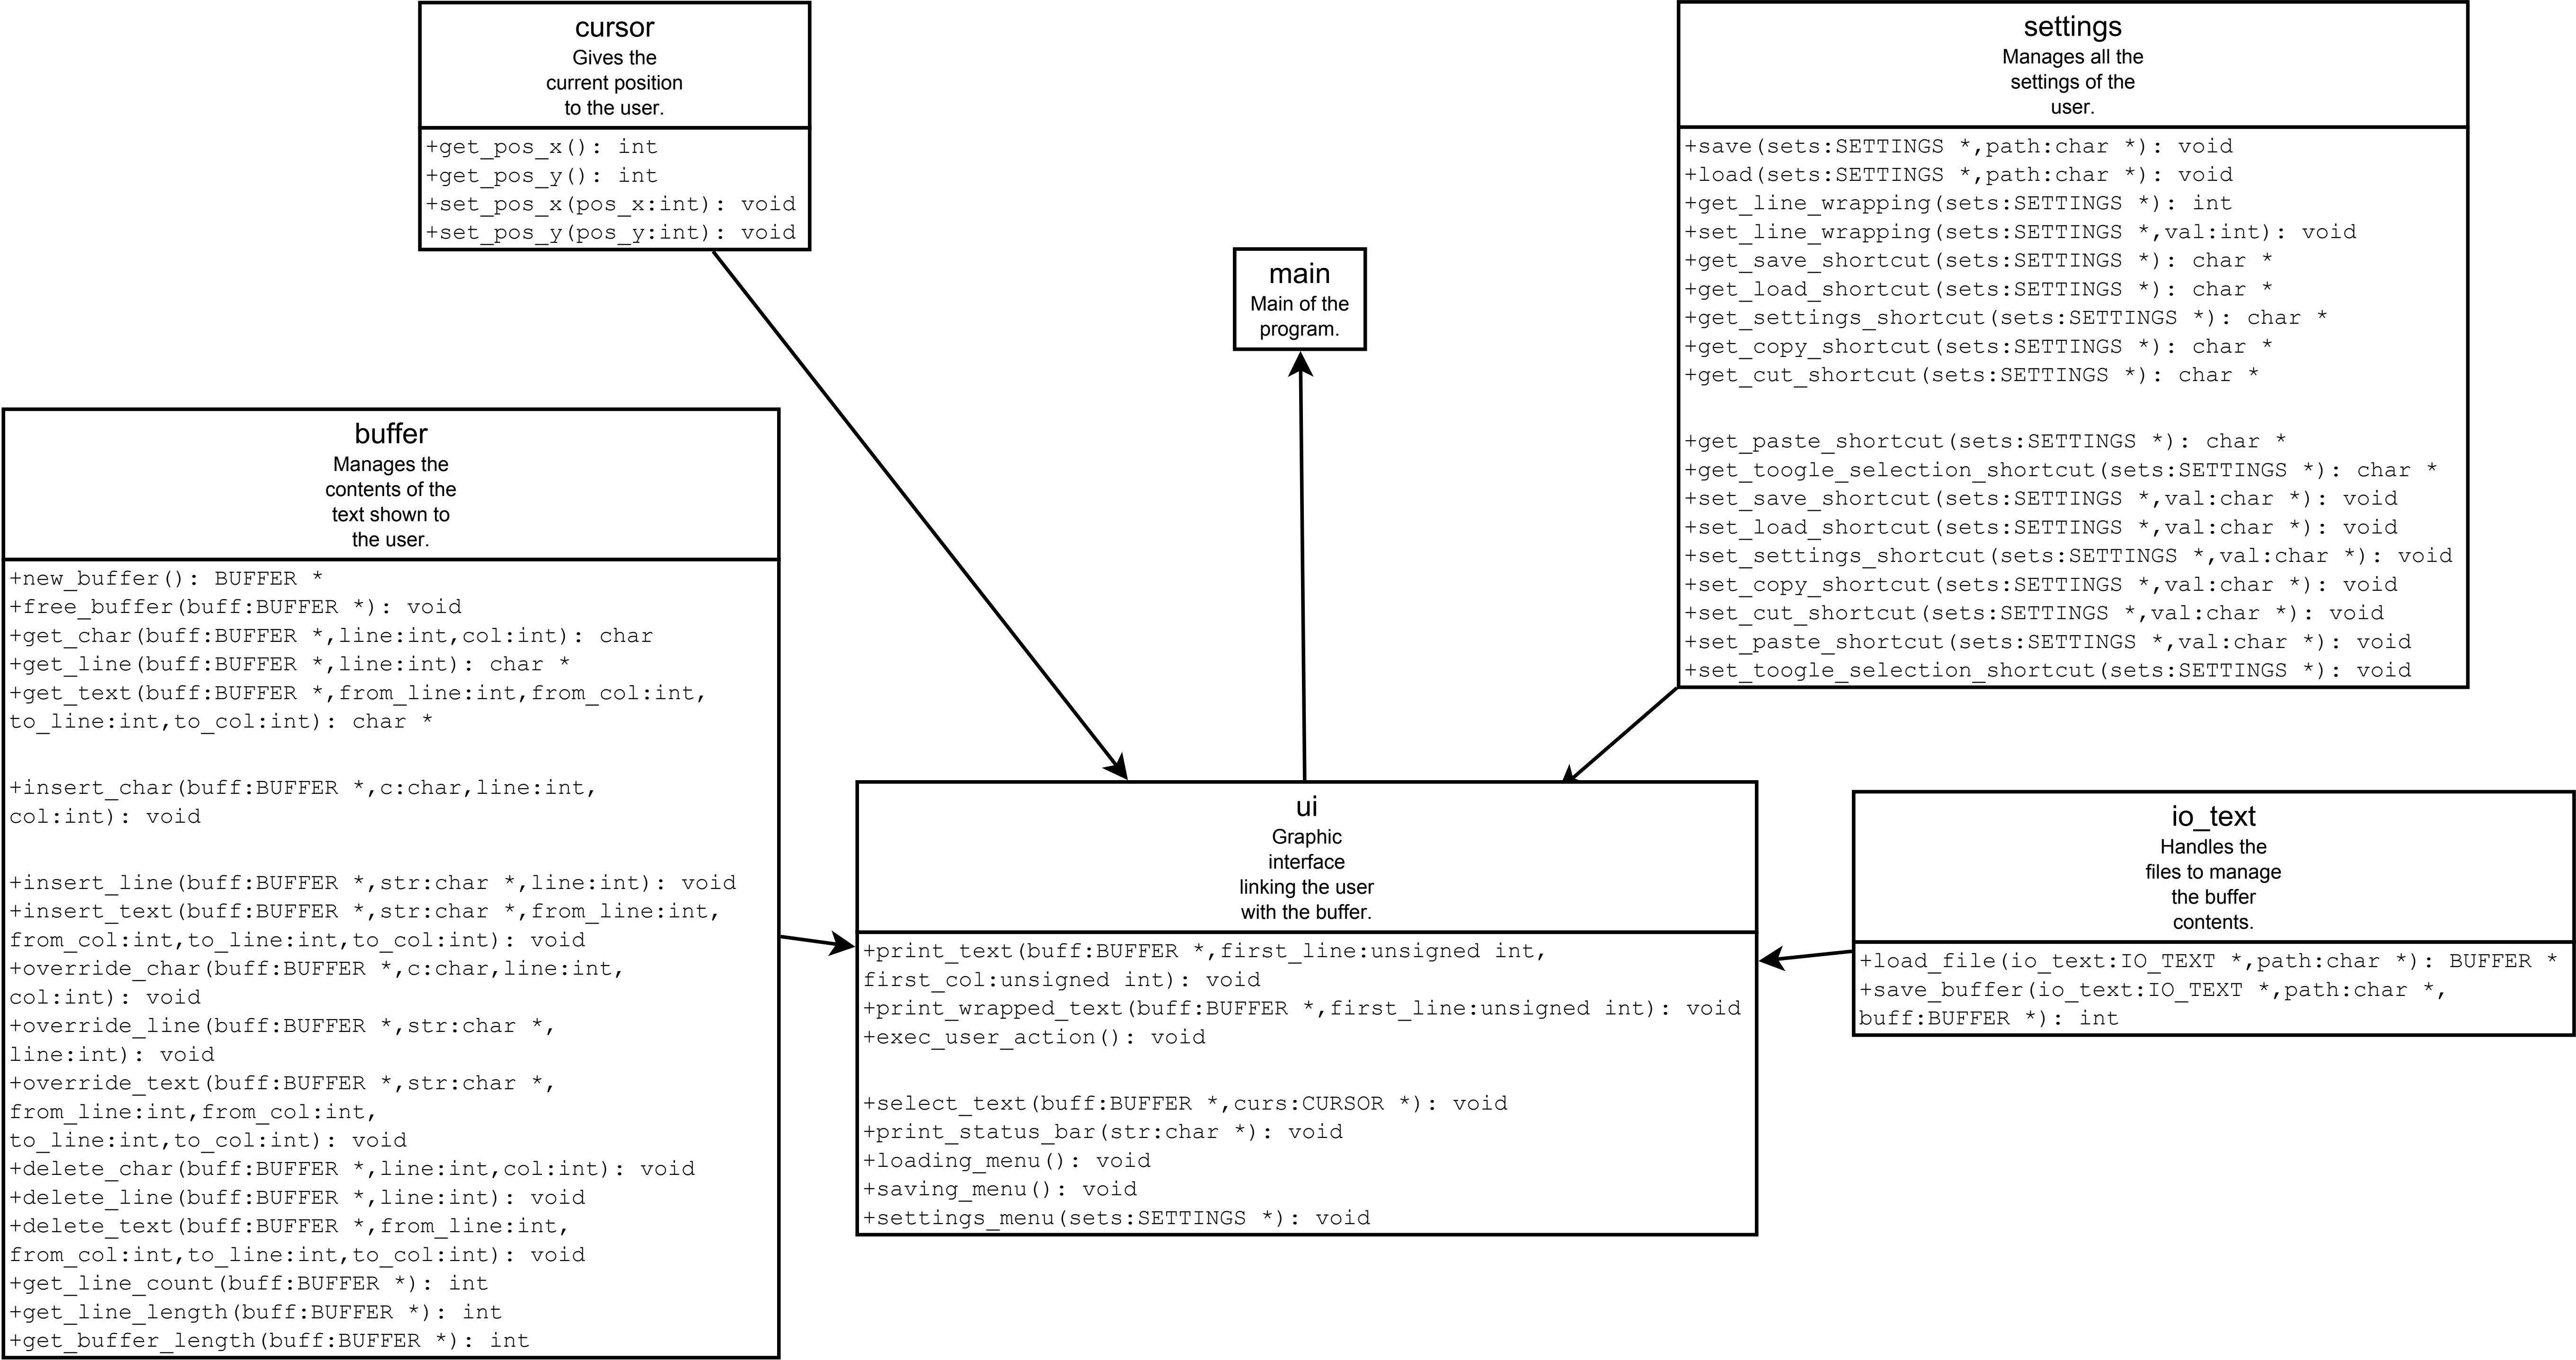 cursor
Gives the
current position
to the user.
+get_pos_x(): int
+get_pos_y(): int
+set_pos_x(pos_x:int): void
+set_pos_y(pos_y:int): void
settings
Manages all the
settings of the
user.
+save(sets:SETTINGS *,path:char *): void
+load(sets:SETTINGS *,path:char *): void
+get_line_wrapping(sets:SETTINGS *): int
+set_line_wrapping(sets:SETTINGS *,val:int): void
+get_save_shortcut(sets:SETTINGS *): char *
+get_load_shortcut(sets:SETTINGS *): char *
+get_settings_shortcut(sets:SETTINGS *): char *
+get_copy_shortcut(sets:SETTINGS *): char *
+get_cut_shortcut(sets:SETTINGS *): char *
+get_paste_shortcut(sets:SETTINGS *): char *
+get_toogle_selection_shortcut(sets:SETTINGS *): char *
+set_save_shortcut(sets:SETTINGS *,val:char *): void
+set_load_shortcut(sets:SETTINGS *,val:char *): void
+set_settings_shortcut(sets:SETTINGS *,val:char *): void
+set_copy_shortcut(sets:SETTINGS *,val:char *): void
+set_cut_shortcut(sets:SETTINGS *,val:char *): void
+set_paste_shortcut(sets:SETTINGS *,val:char *): void
+set_toogle_selection_shortcut(sets:SETTINGS *): void
main
Main of the
program.
buffer
Manages the
contents of the
text shown to
the user.
+new_buffer(): BUFFER *
+free_buffer(buff:BUFFER *): void
+get_char(buff:BUFFER *,line:int,col:int): char
+get_line(buff:BUFFER *,line:int): char *
+get_text(buff:BUFFER *,from_line:int,from_col:int,
to_line:int,to_col:int): char *
+insert_char(buff:BUFFER *,c:char,line:int,
col:int): void
+insert_line(buff:BUFFER *,str:char *,line:int): void
+insert_text(buff:BUFFER *,str:char *,from_line:int,
from_col:int,to_line:int,to_col:int): void
+override_char(buff:BUFFER *,c:char,line:int,
col:int): void
+override_line(buff:BUFFER *,str:char *,
line:int): void
+override_text(buff:BUFFER *,str:char *,
from_line:int,from_col:int,
to_line:int,to_col:int): void
+delete_char(buff:BUFFER *,line:int,col:int): void
+delete_line(buff:BUFFER *,line:int): void
+delete_text(buff:BUFFER *,from_line:int,
from_col:int,to_line:int,to_col:int): void
+get_line_count(buff:BUFFER *): int
+get_line_length(buff:BUFFER *): int
+get_buffer_length(buff:BUFFER *): int
ui
Graphic
interface
linking the user
with the buffer.
+print_text(buff:BUFFER *,first_line:unsigned int,
first_col:unsigned int): void
+print_wrapped_text(buff:BUFFER *,first_line:unsigned int): void
+exec_user_action(): void
+select_text(buff:BUFFER *,curs:CURSOR *): void
+print_status_bar(str:char *): void
+loading_menu(): void
+saving_menu(): void
+settings_menu(sets:SETTINGS *): void
io_text
Handles the
files to manage
the buffer
contents.
+load_file(io_text:IO_TEXT *,path:char *): BUFFER *
+save_buffer(io_text:IO_TEXT *,path:char *,
buff:BUFFER *): int